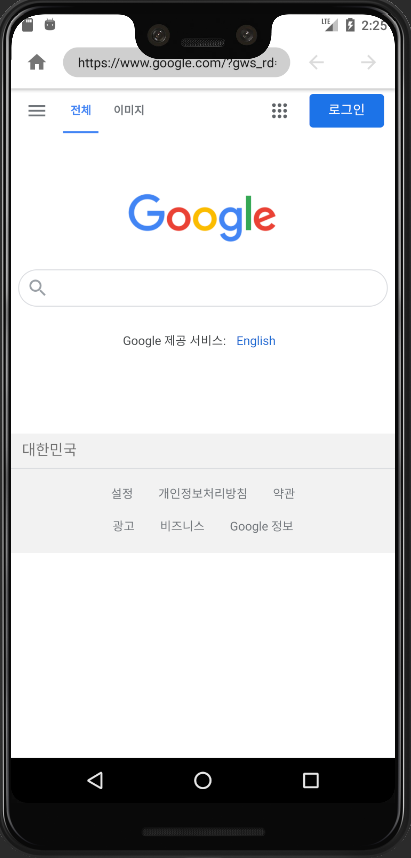 LTE 2:25
https://www.google.com/?gws_rd=
전체 이미지 로그인
Google
Google 제공 서비스: English
대한민국
설정 개인정보처리방침 약관
광고 비즈니스 Google 정보